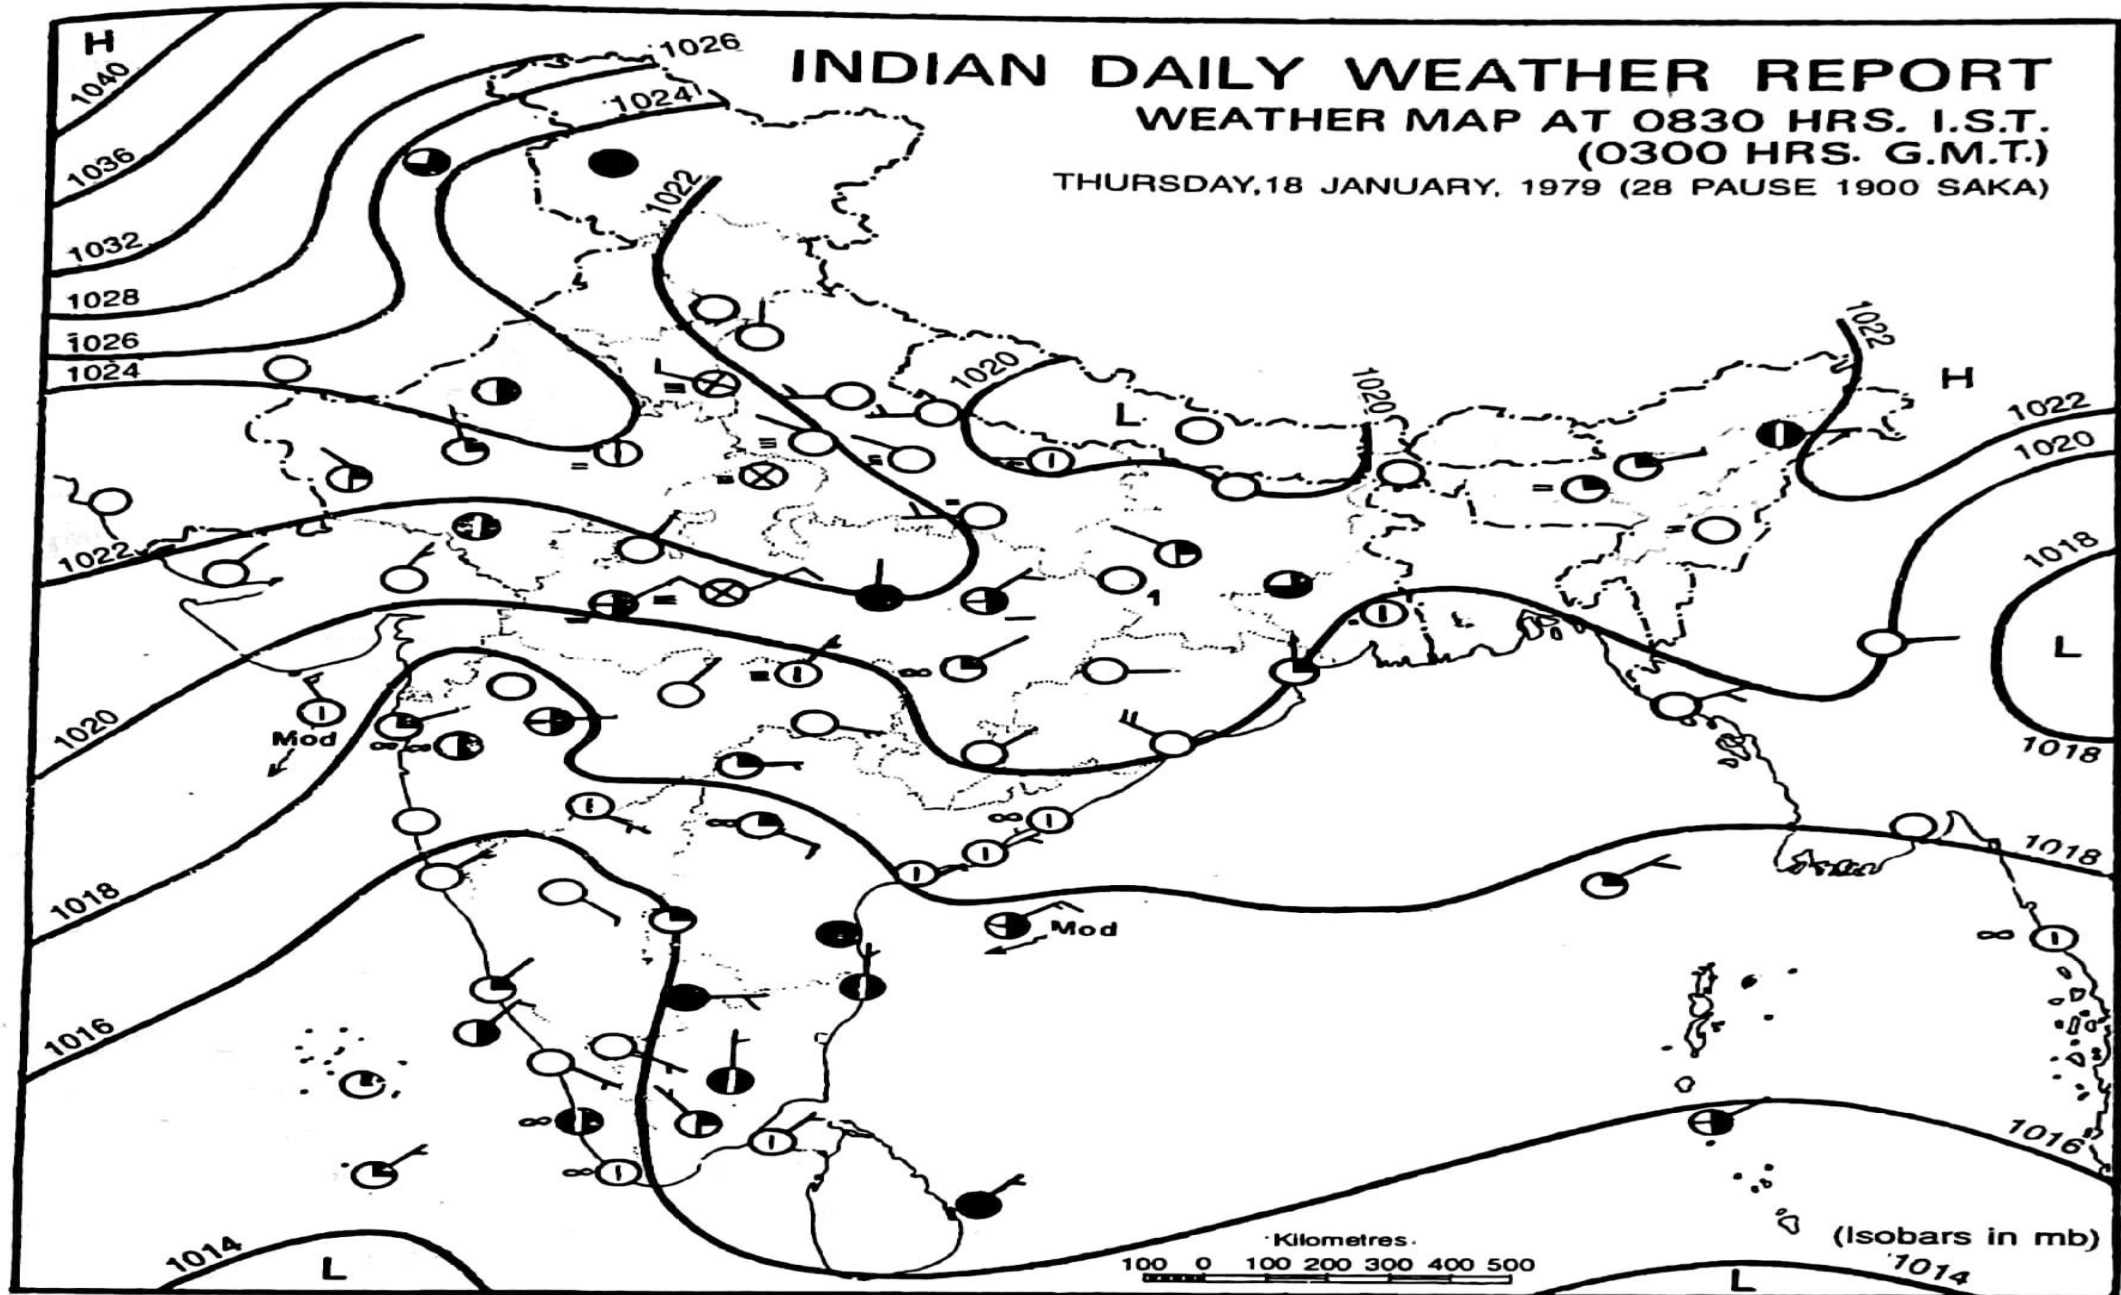 H
1040
1036
1032
1028
1026
1024
1026
1024
1022
INDIAN DAILY WEATHER REPORT
WEATHER MAP AT 0830 HRS. I.S.T.
(0300 HRS. G.M.T.)
THURSDAY,18 JANUARY, 1979 (28 PAUSE 1900 SAKA)
1022
H
1020
L
1020
1022
1020
1022
1018
L
1018
1
1020
Mod
1018
1018
Mod
1016
1016
1014
L
Kilometres
100 0 100 200 300 400 500
(Isobars in mb)
1014
L